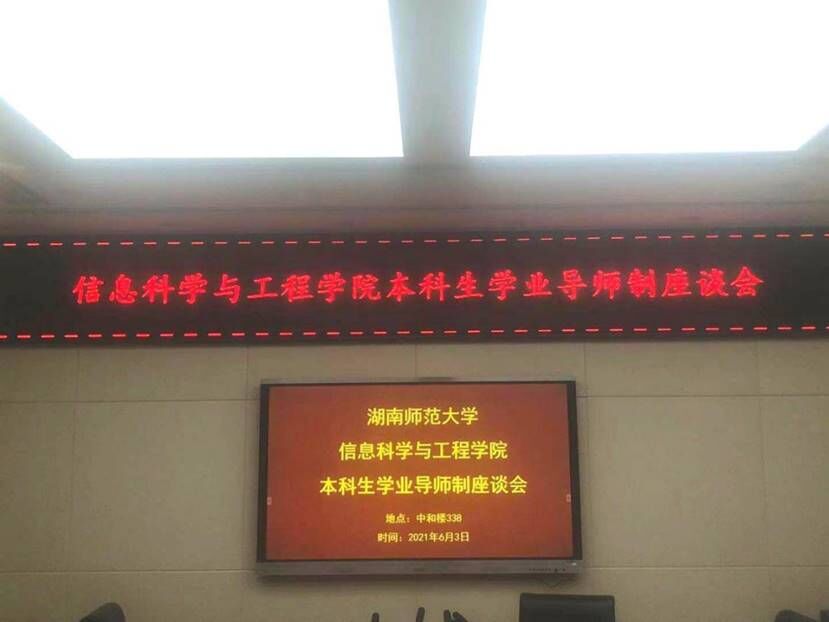 信息科学与工程学院本科生学业导师制座谈会
湖南师范大学
信息科学与工程学院
本科生学业导师制座谈会
地点：中和楼338
时间：2021年6月3日